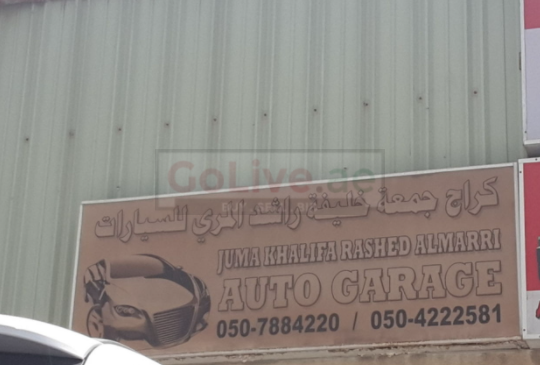 GoLive.ae
كراج جمعة خليفة راشد المري للسيارات
JUMA KHALIFA RASHED ALMARRI
AUTO GARAGE
050-7884220 / 050-4222581